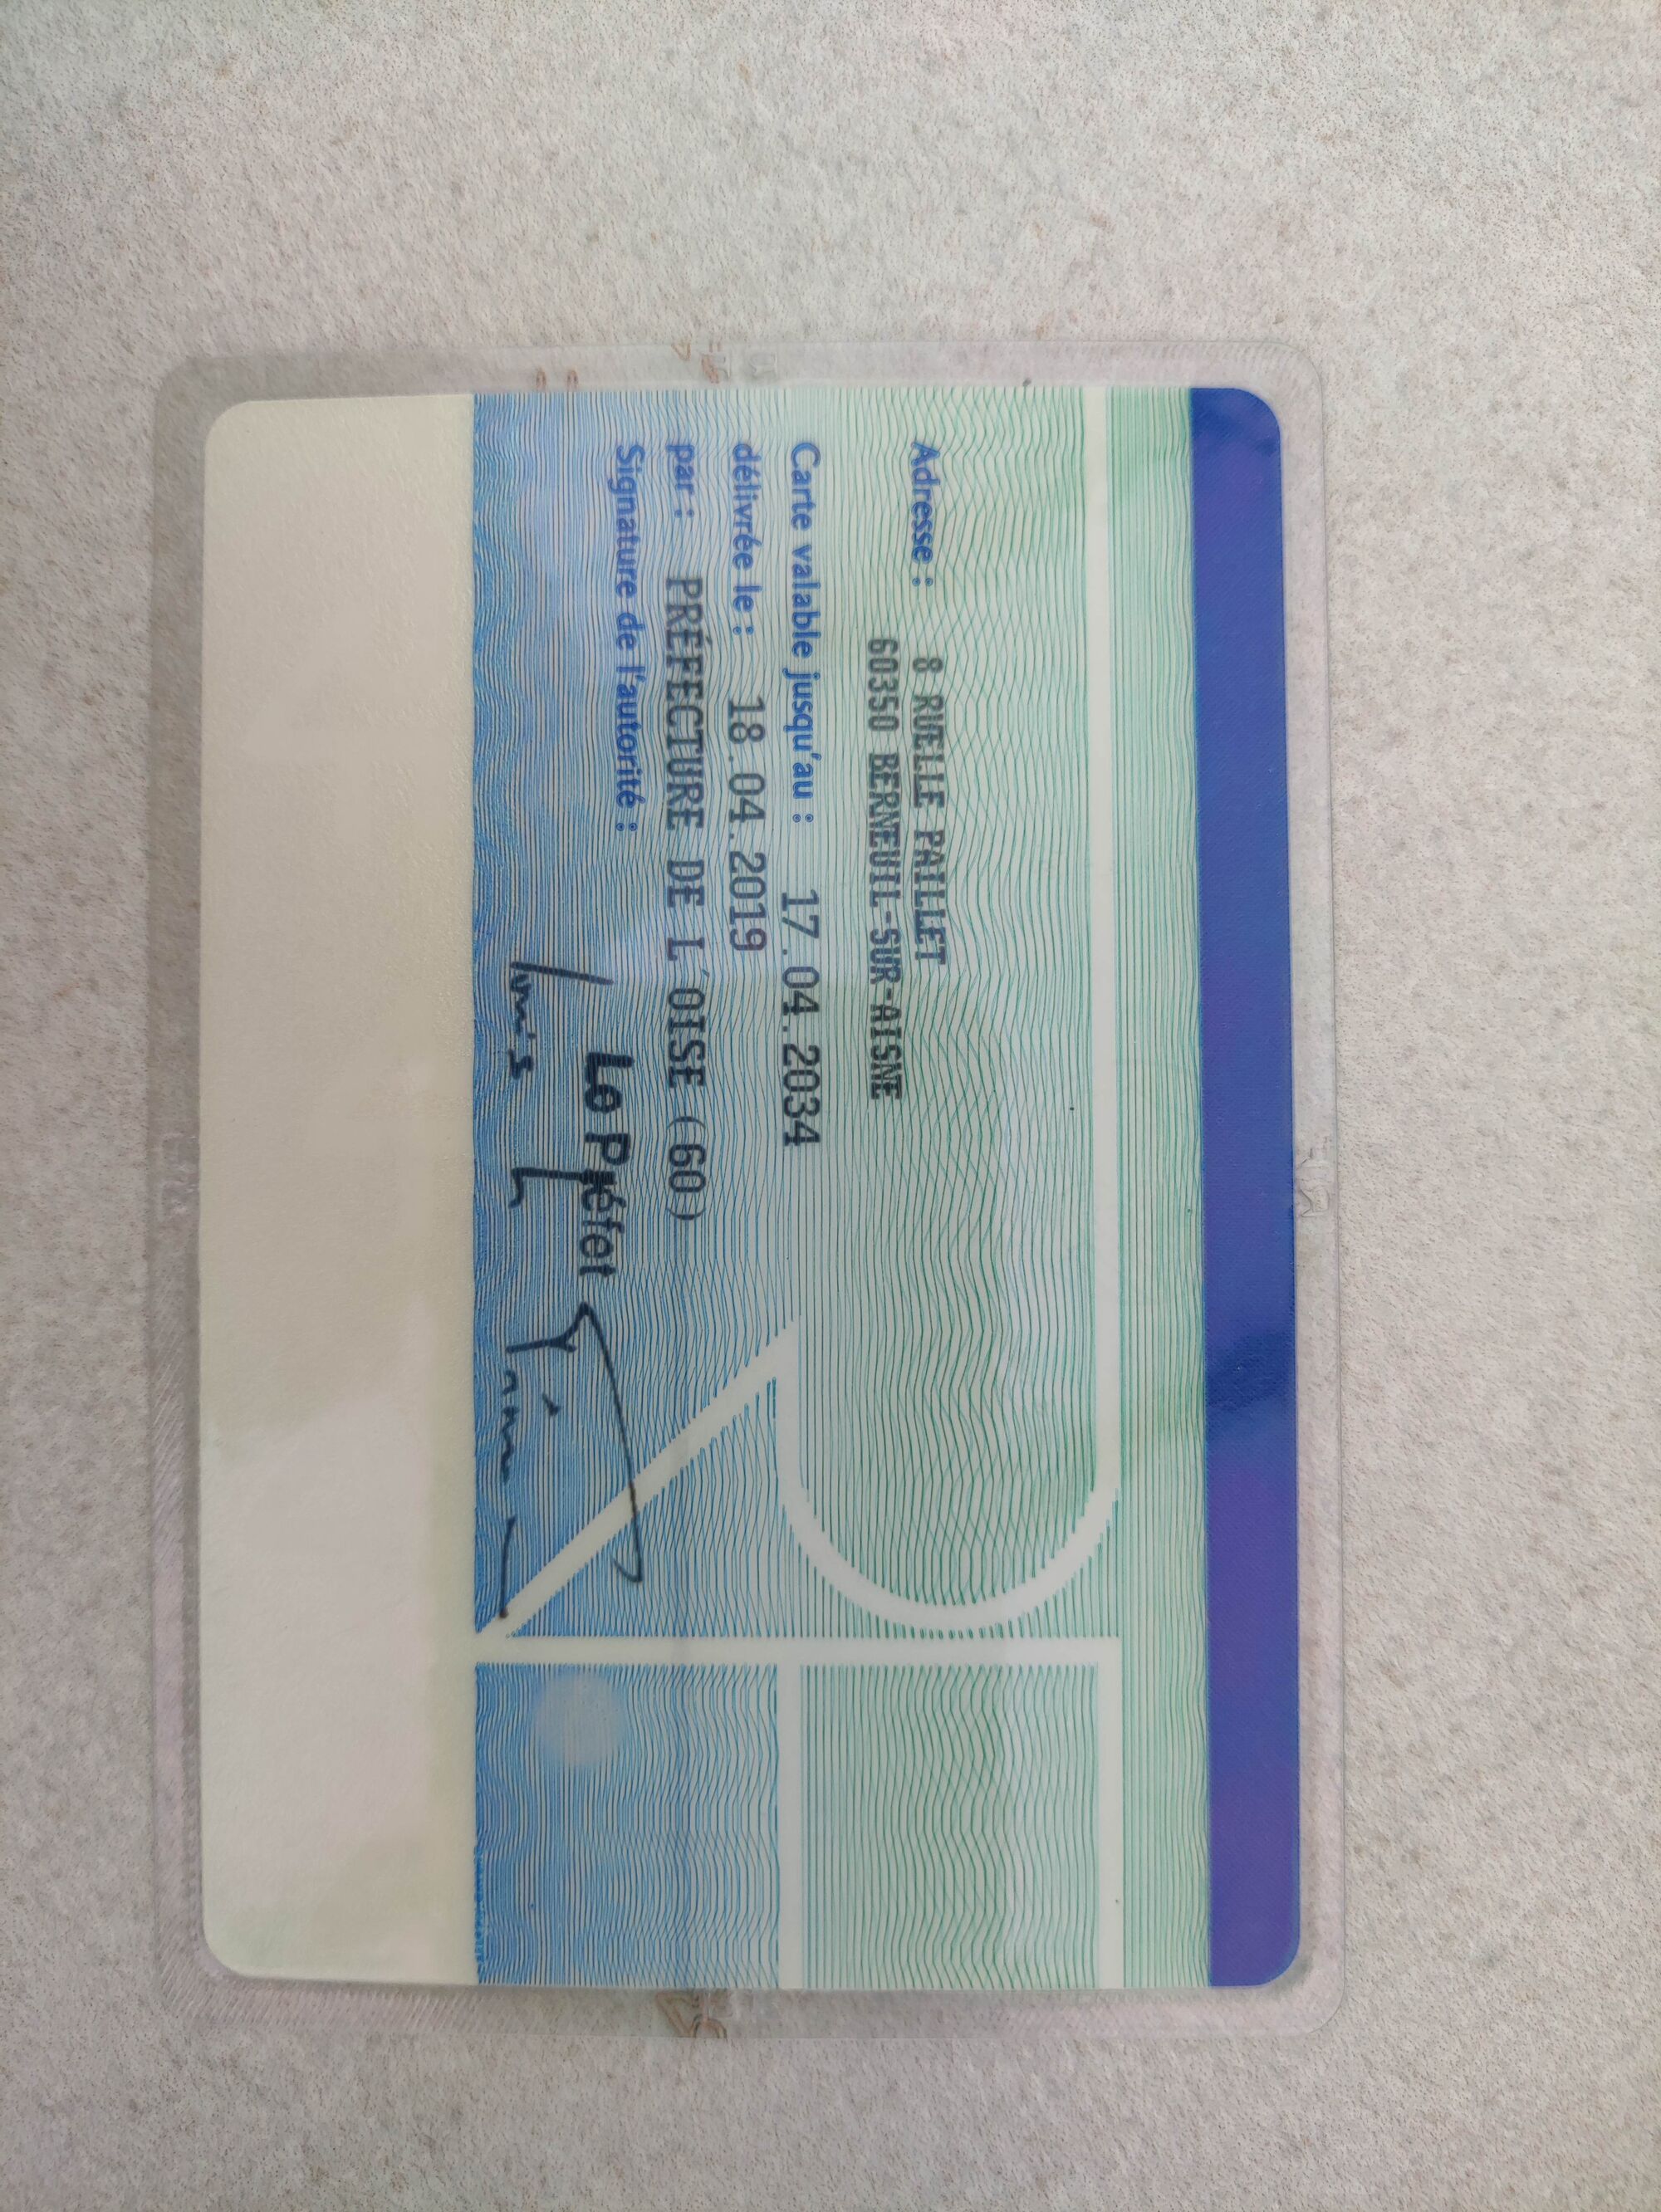 Adresse : 8 RUELLE PAILLET
60350 BERNEUIL-SUR-AISNE
Carte valable jusqu'au : 17.04.2034
délivrée le : 18.04.2019
par : PRÉFECTURE DE L'OISE (60)
Signature de l'autorité :
Le Préfet